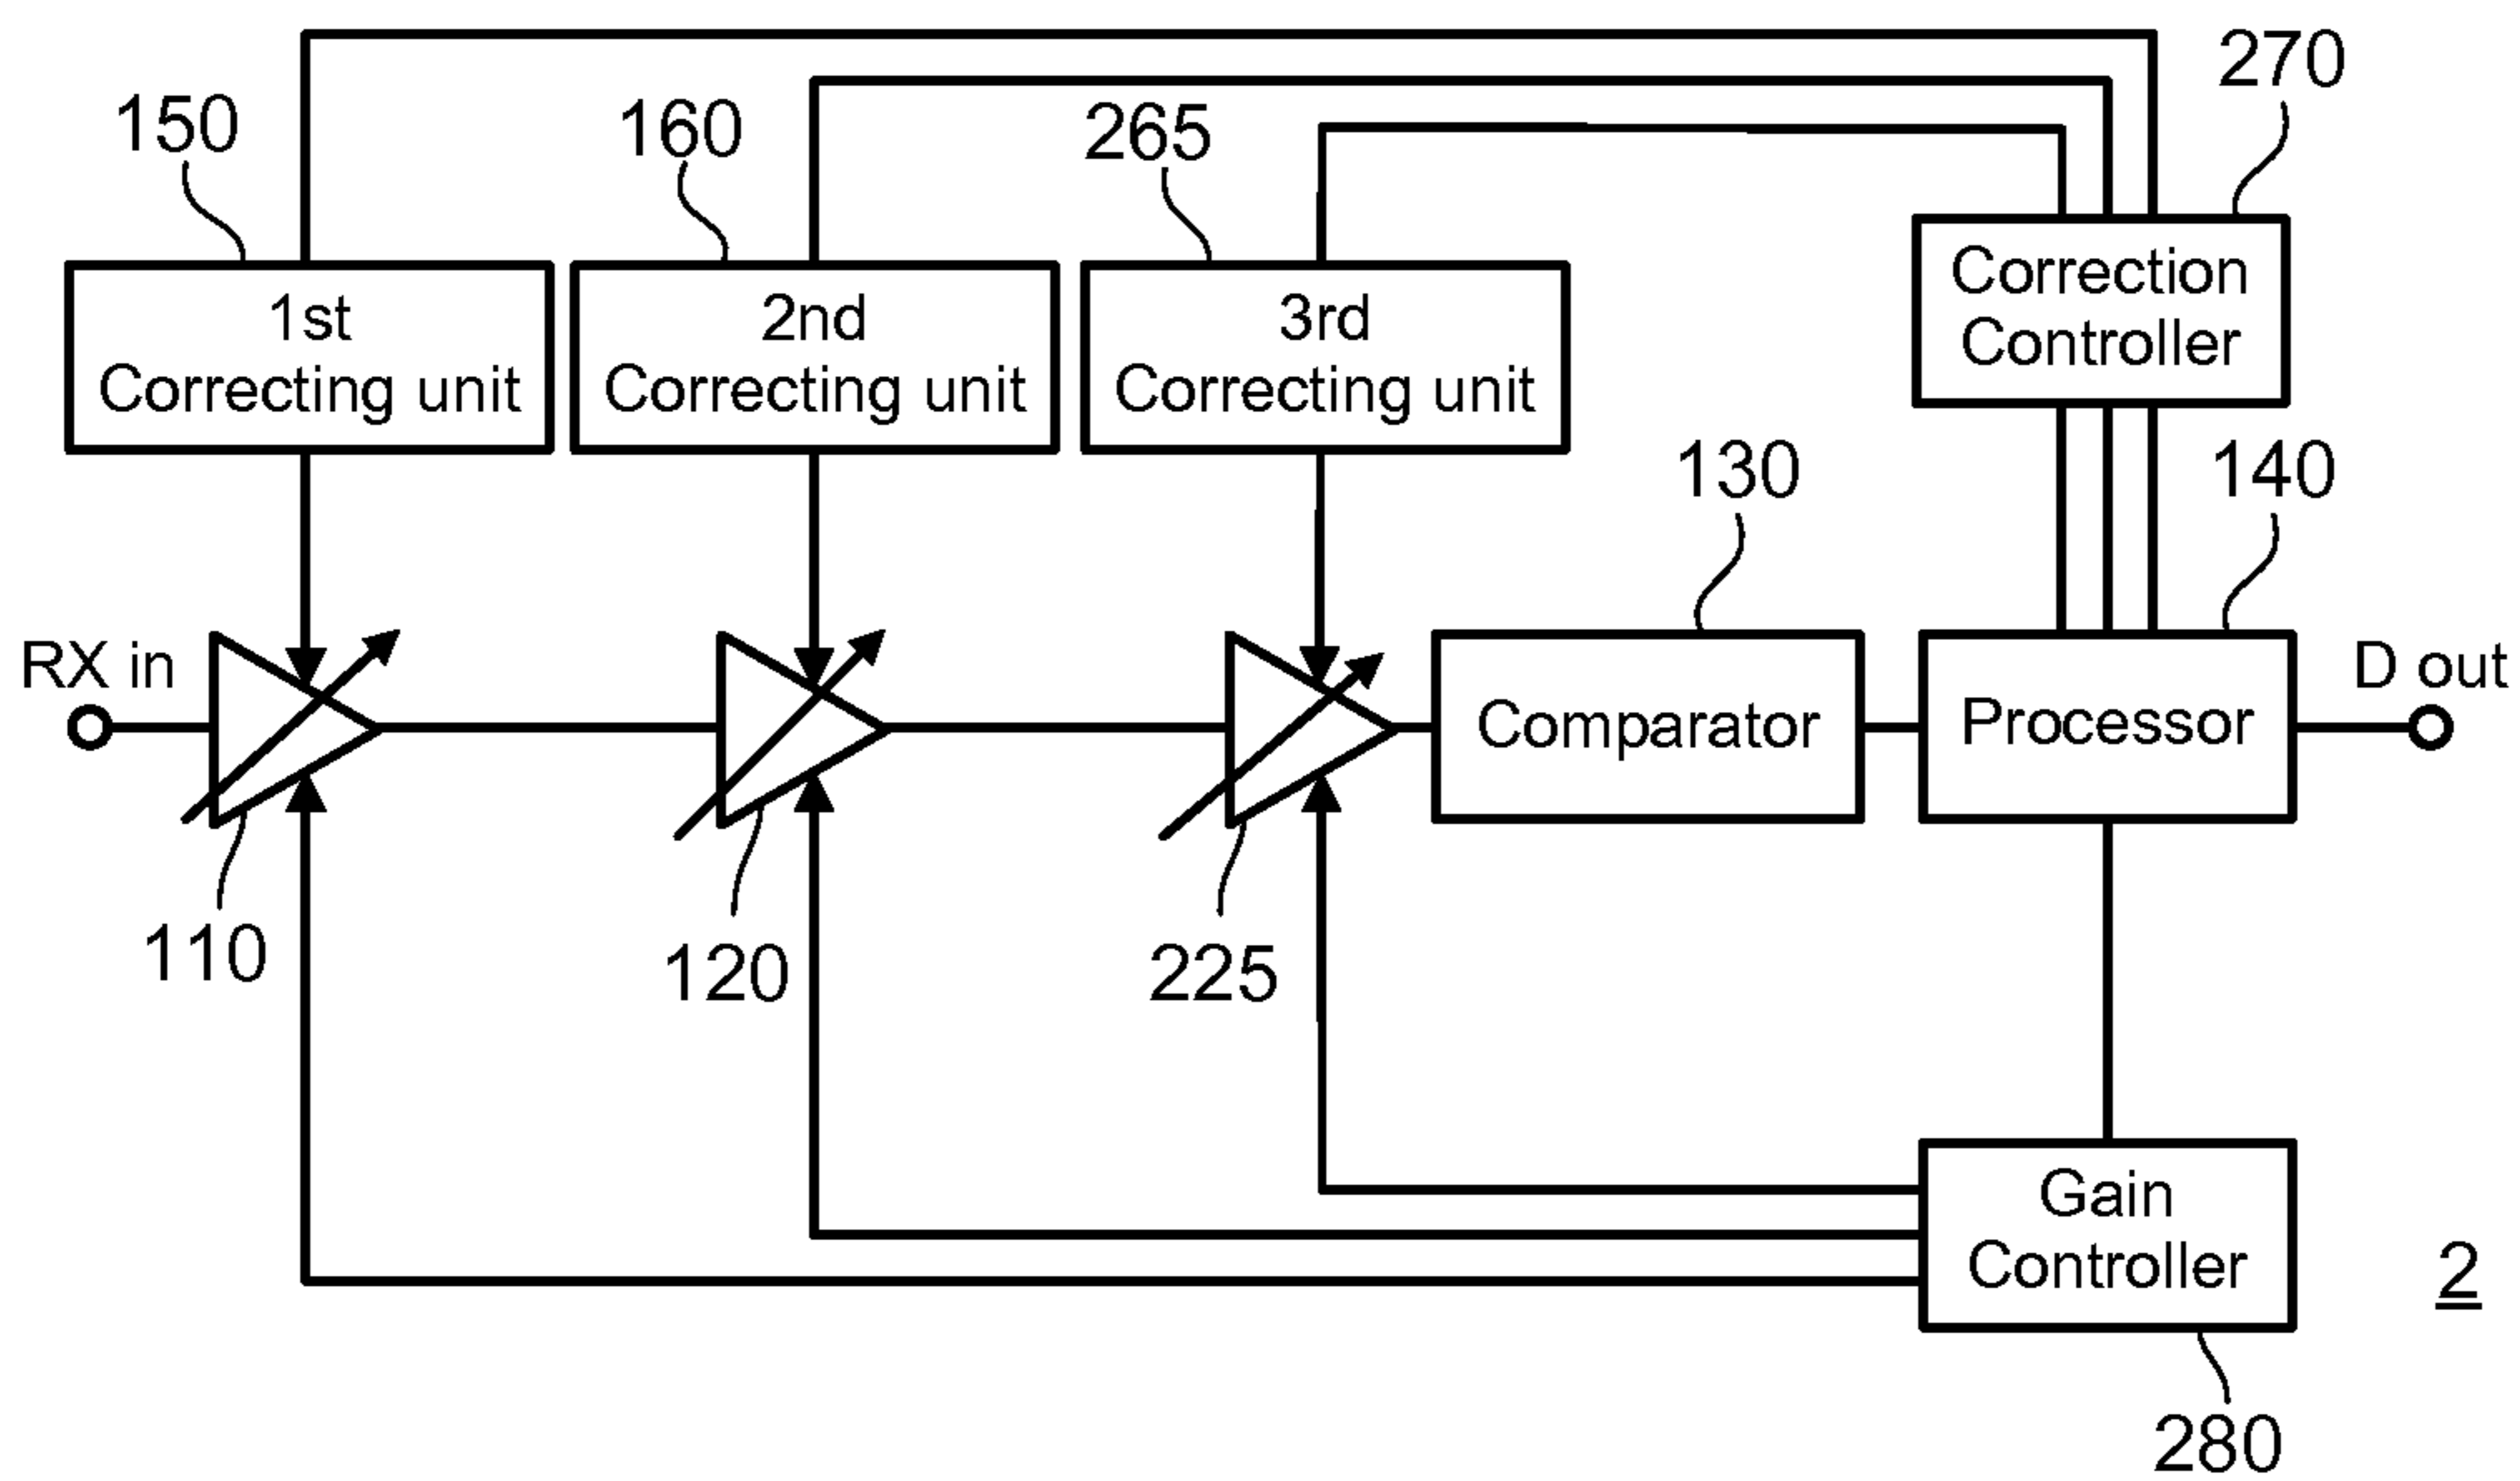 270
150
160
265
Correction
Controller
1st
Correcting unit
2nd
Correcting unit
3rd
Correcting unit
130
140
RX in
Comparator
Processor
D out
110
120
225
Gain
Controller
2
280